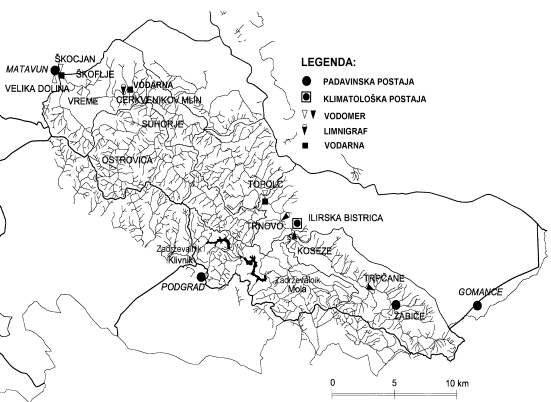 ŠKOCJAN
MATAVUN
ŠKOFLJE
VELIKA DOLINA
VREME
VODARNA
CERKVENIKOV MLIN
SUHORJE
OSTROVICA
TOPOLC
TRNOVO
ILIRSKA BISTRICA
KOSEZE
Zadrževalnik
Klivnik
PODGRAD
Zadrževalnik
Mola
TRPČANE
ZABIČE
GOMANCE
LEGENDA:
PADAVINSKA POSTAJA
KLIMATOLOŠKA POSTAJA
VODOMER
LIMNIGRAF
VODARNA
0 5 10 km